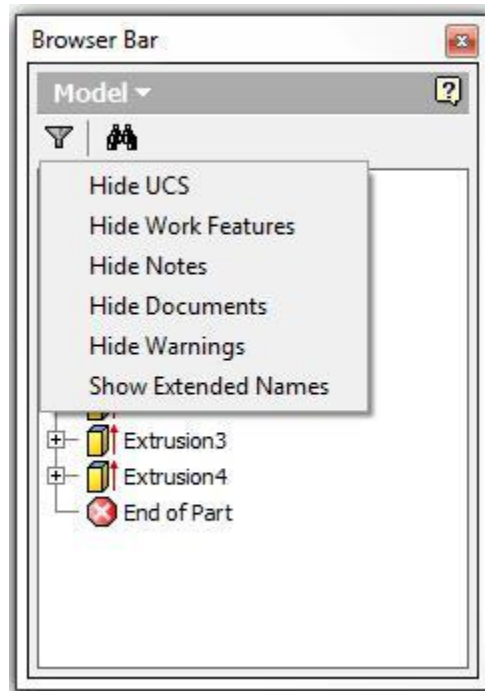 Browser Bar
Model
Hide UCS
Hide Work Features
Hide Notes
Hide Documents
Hide Warnings
Show Extended Names
Extrusion3
Extrusion4
End of Part